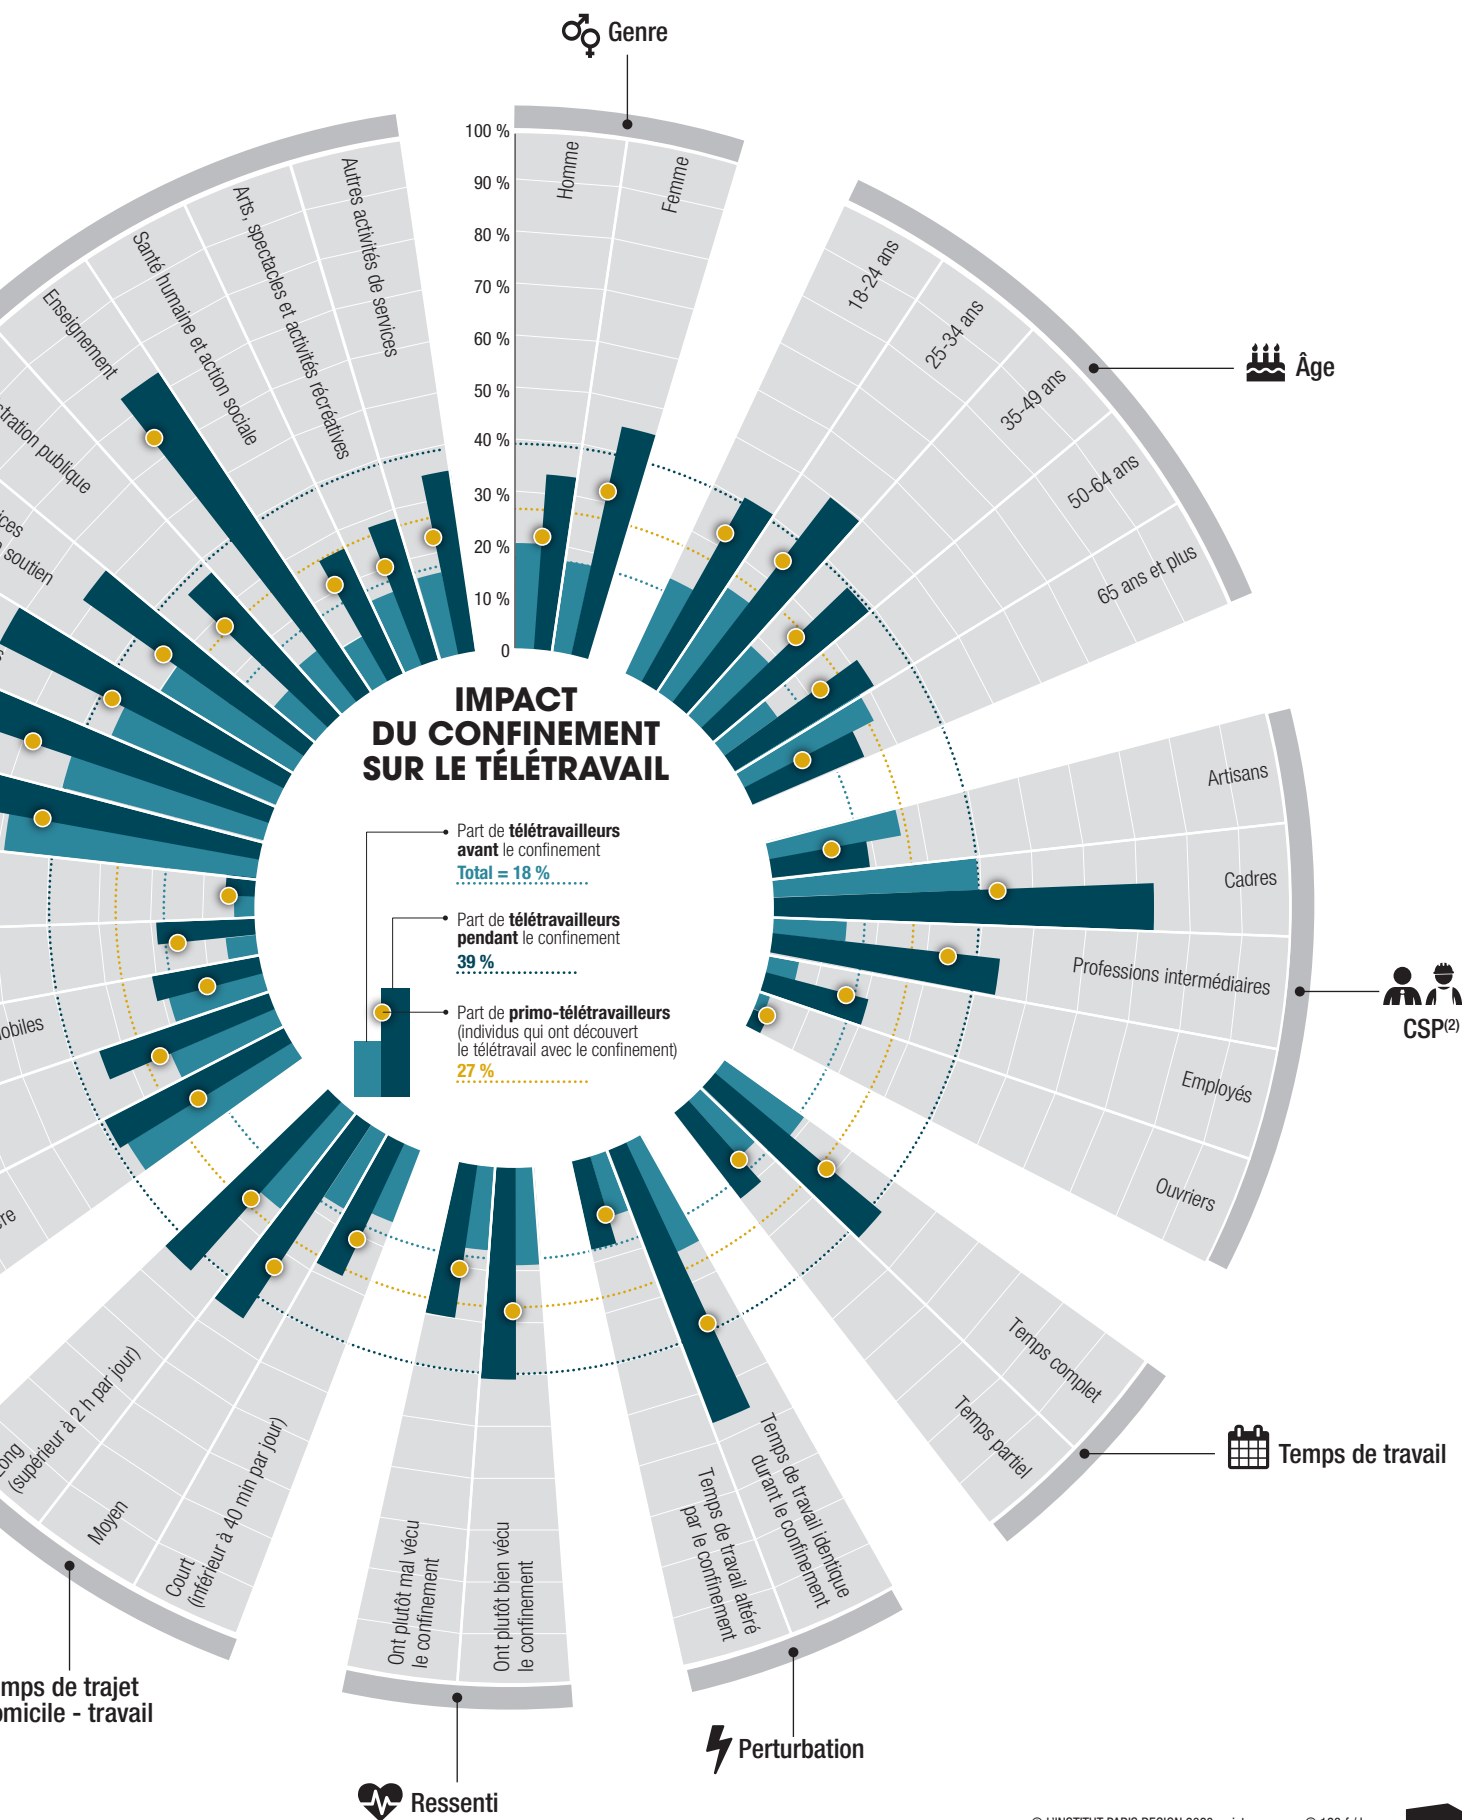 Genre
100 %
90 %
80 %
70 %
60 %
50 %
40 %
30 %
20 %
10 %
0
Homme
Femme
18-24 ans
25-34 ans
35-49 ans
50-64 ans
65 ans et plus
Âge
Artisans
Cadres
Professions intermédiaires
Employés
Ouvriers
CSP(2)
Temps complet
Temps partiel
Temps de travail
Temps de travail identique
durant le confinement
Temps de travail altéré
par le confinement
Perturbation
Ont plutôt bien vécu
le confinement
Ont plutôt mal vécu
le confinement
Ressenti
Court
(inférieur à 40 min par jour)
Moyen
(supérieur à 2 h par jour)
de trajet
- travail
soutien
publique
Enseignement
Santé humaine et action sociale
Arts, spectacles et activités récréatives
Autres activités de services
IMPACT
DU CONFINEMENT
SUR LE TÉLÉTRAVAIL
Part de télétravailleurs
avant le confinement
Total = 18 %
Part de télétravailleurs
pendant le confinement
39 %
Part de primo-télétravailleurs
(individus qui ont découvert
le télétravail avec le confinement)
27 %